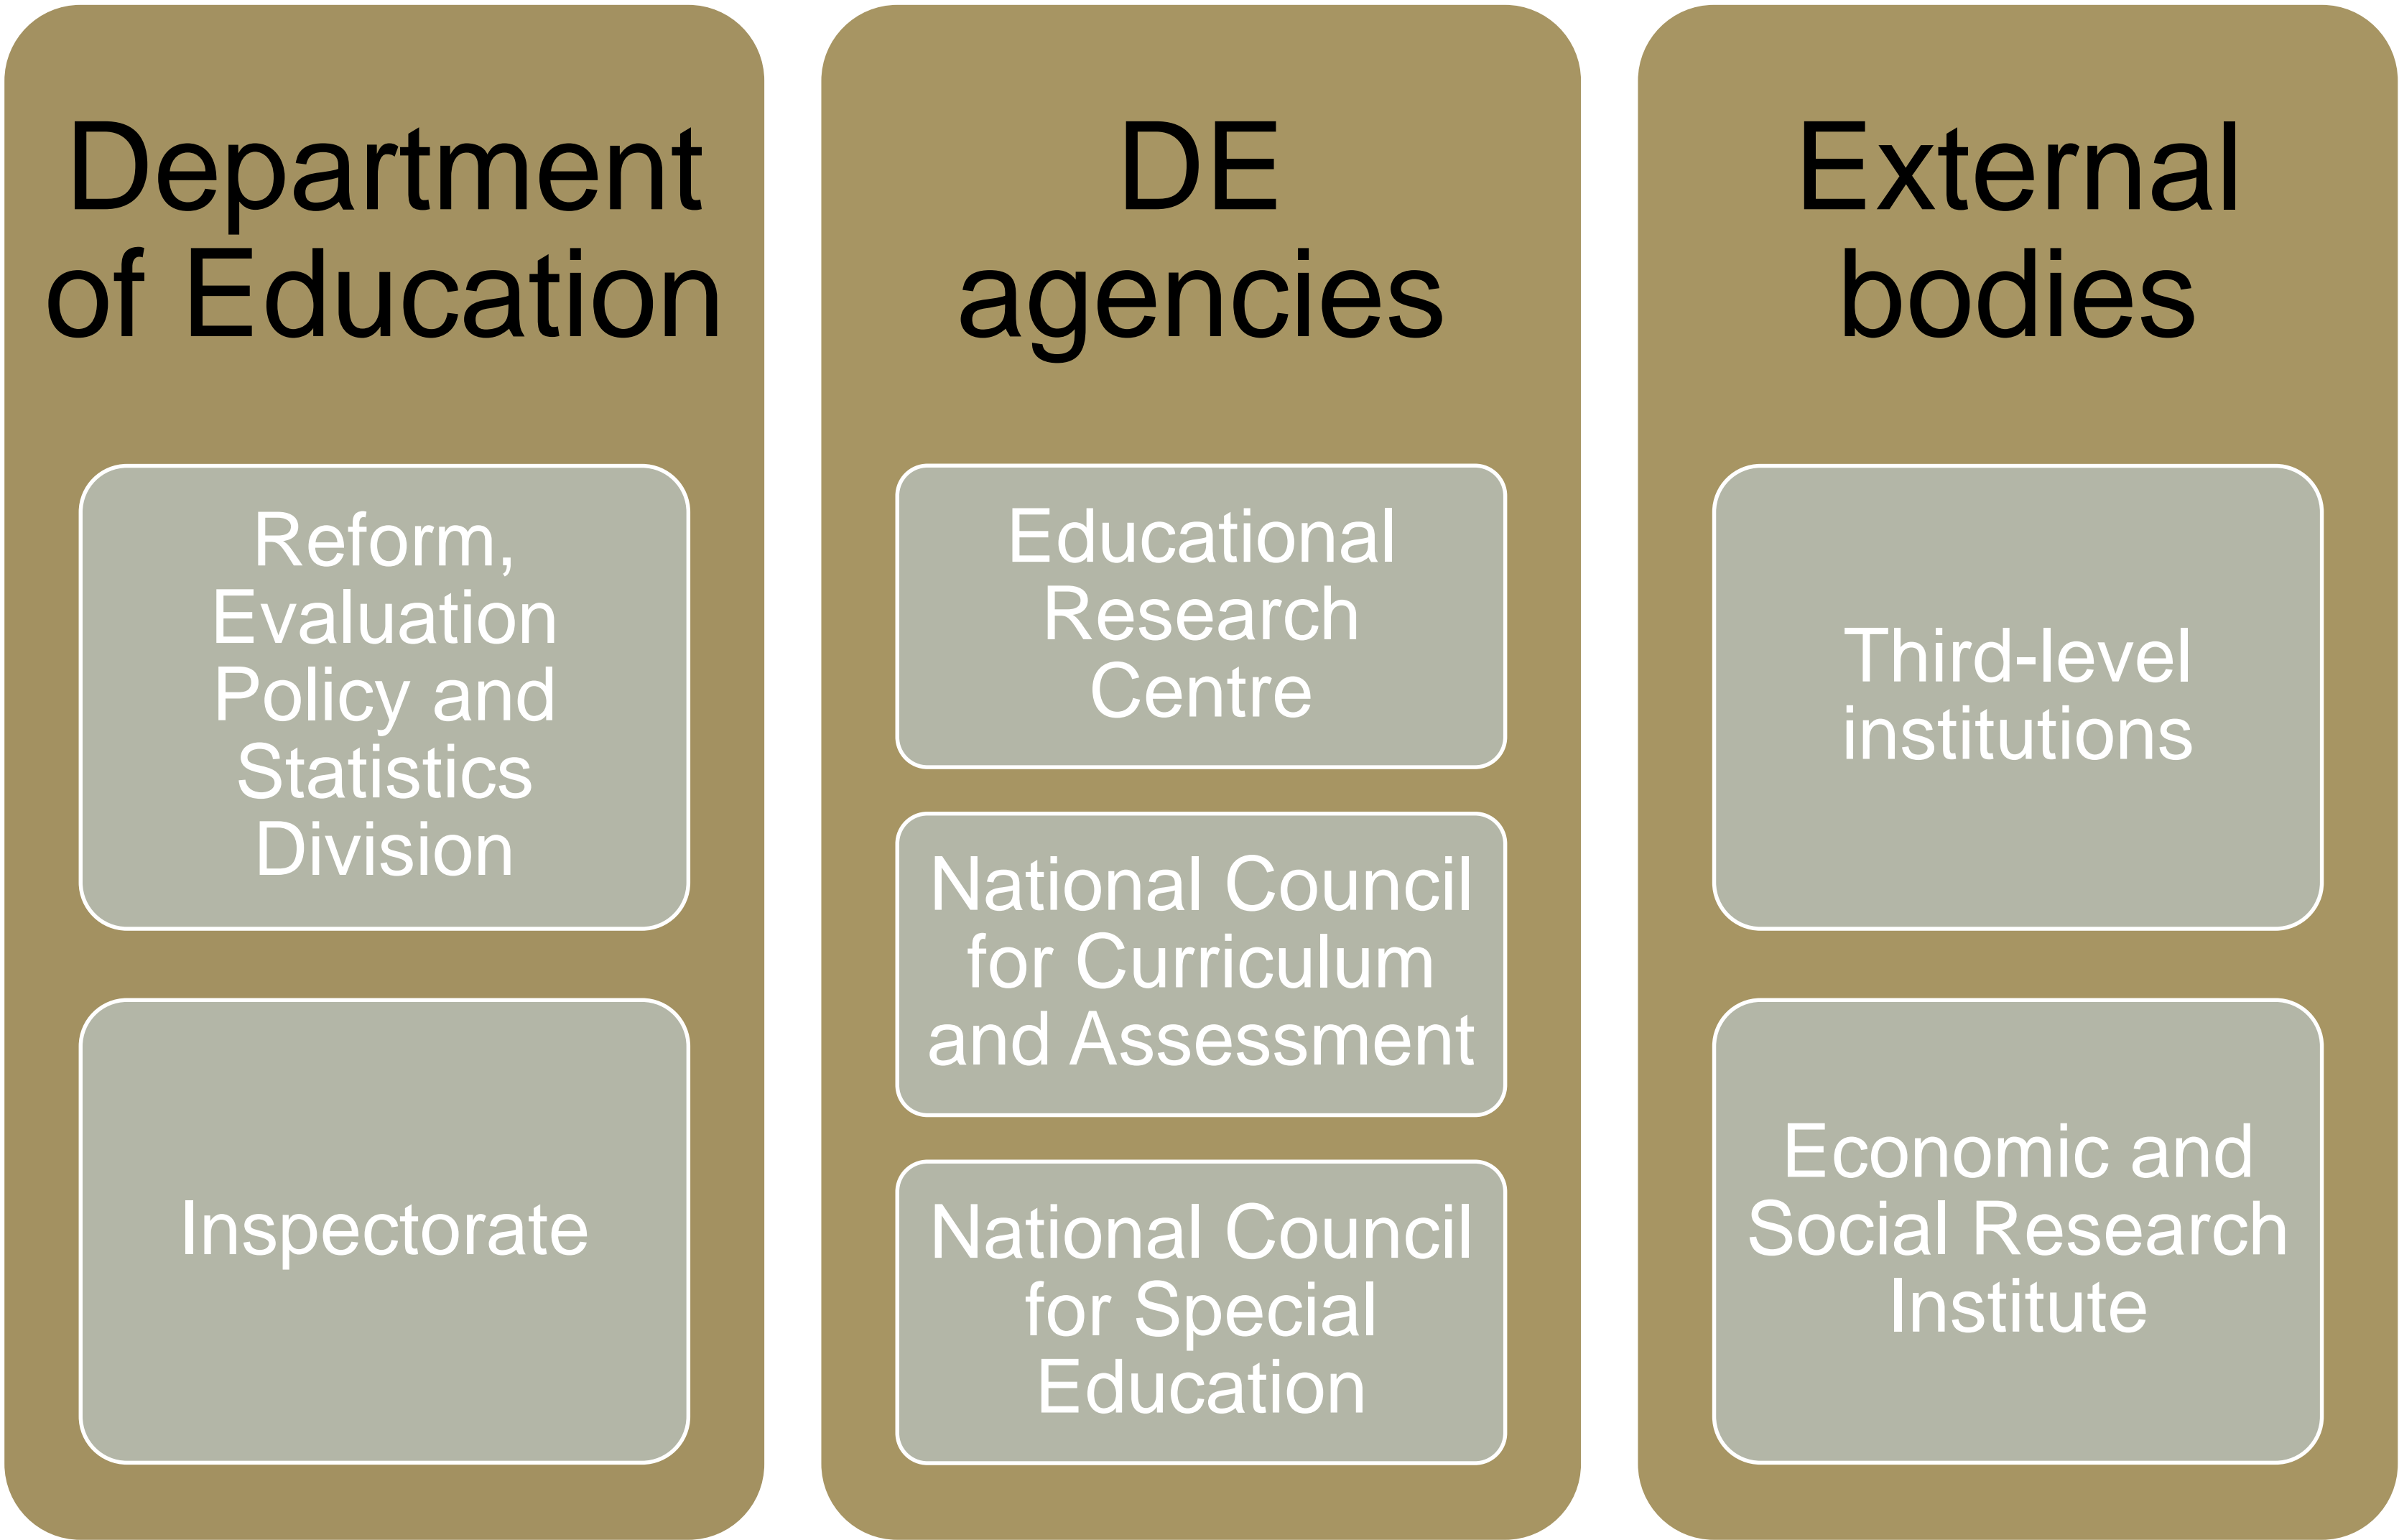 Department
of Education
Reform,
Evaluation
Policy and
Statistics
Division
Inspectorate
DE
agencies
Educational
Research
Centre
National Council
for Curriculum
and Assessment
National Council
for Special
Education
External
bodies
Third-level
institutions
Economic and
Social Research
Institute